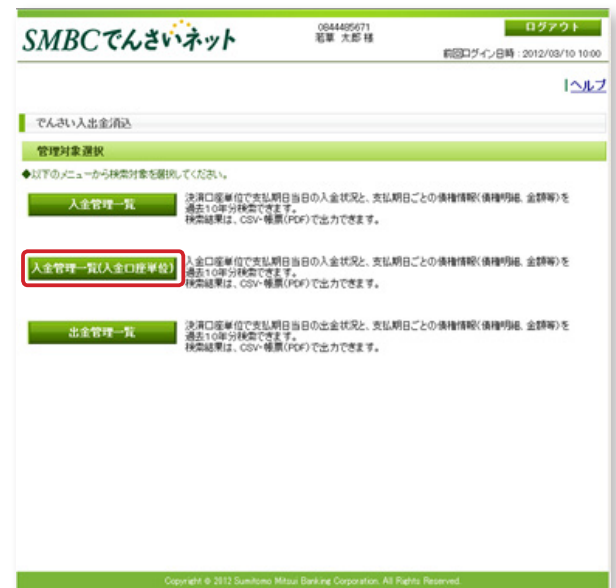 SMBCでんさいネット
0844485671
若草 太郎 様
ログアウト
前回ログイン日時：2012/03/10 10:00
ヘルプ
でんさい入出金消込
管理対象選択
◆以下のメニューから検索対象を選択してください。
入金管理一覧
決済口座単位で支払期日当日の入金状況と、支払期日ごとの債権情報(債権明細、金額等)を
過去10年分検索できます。
検索結果は、CSV・帳票(PDF)で出力できます。
入金管理一覧(入金口座単位)
入金口座単位で支払期日当日の入金状況と、支払期日ごとの債権情報(債権明細、金額等)を
過去10年分検索できます。
検索結果は、CSV・帳票(PDF)で出力できます。
出金管理一覧
決済口座単位で支払期日当日の出金状況と、支払期日ごとの債権情報(債権明細、金額等)を
過去10年分検索できます。
検索結果は、CSV・帳票(PDF)で出力できます。
Copyright © 2012 Sumitomo Mitsui Banking Corporation. All Rights Reserved.